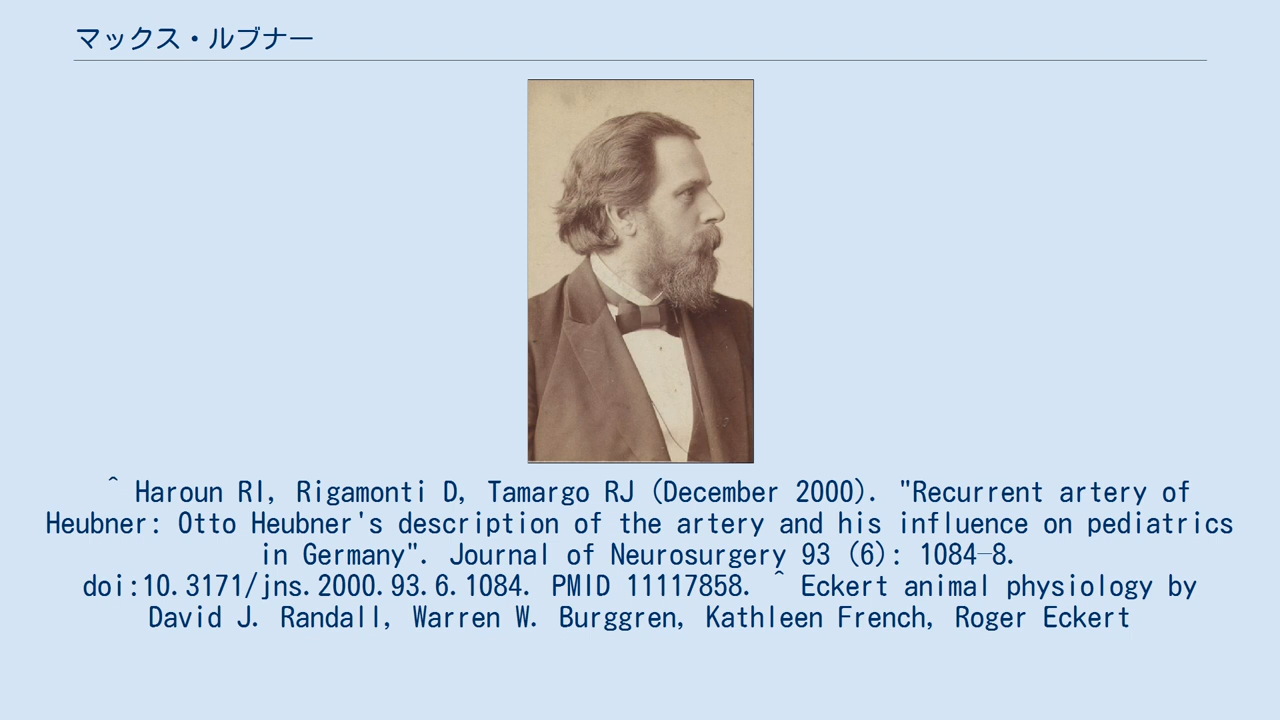 マックス・ルブナー
^ Haroun RI, Rigamonti D, Tamargo RJ (December 2000). "Recurrent artery of
Heubner: Otto Heubner's description of the artery and his influence on pediatrics
in Germany". Journal of Neurosurgery 93 (6): 1084–8.
doi:10.3171/jns.2000.93.6.1084. PMID 11117858. ^ Eckert animal physiology by
David J. Randall, Warren W. Burggren, Kathleen French, Roger Eckert